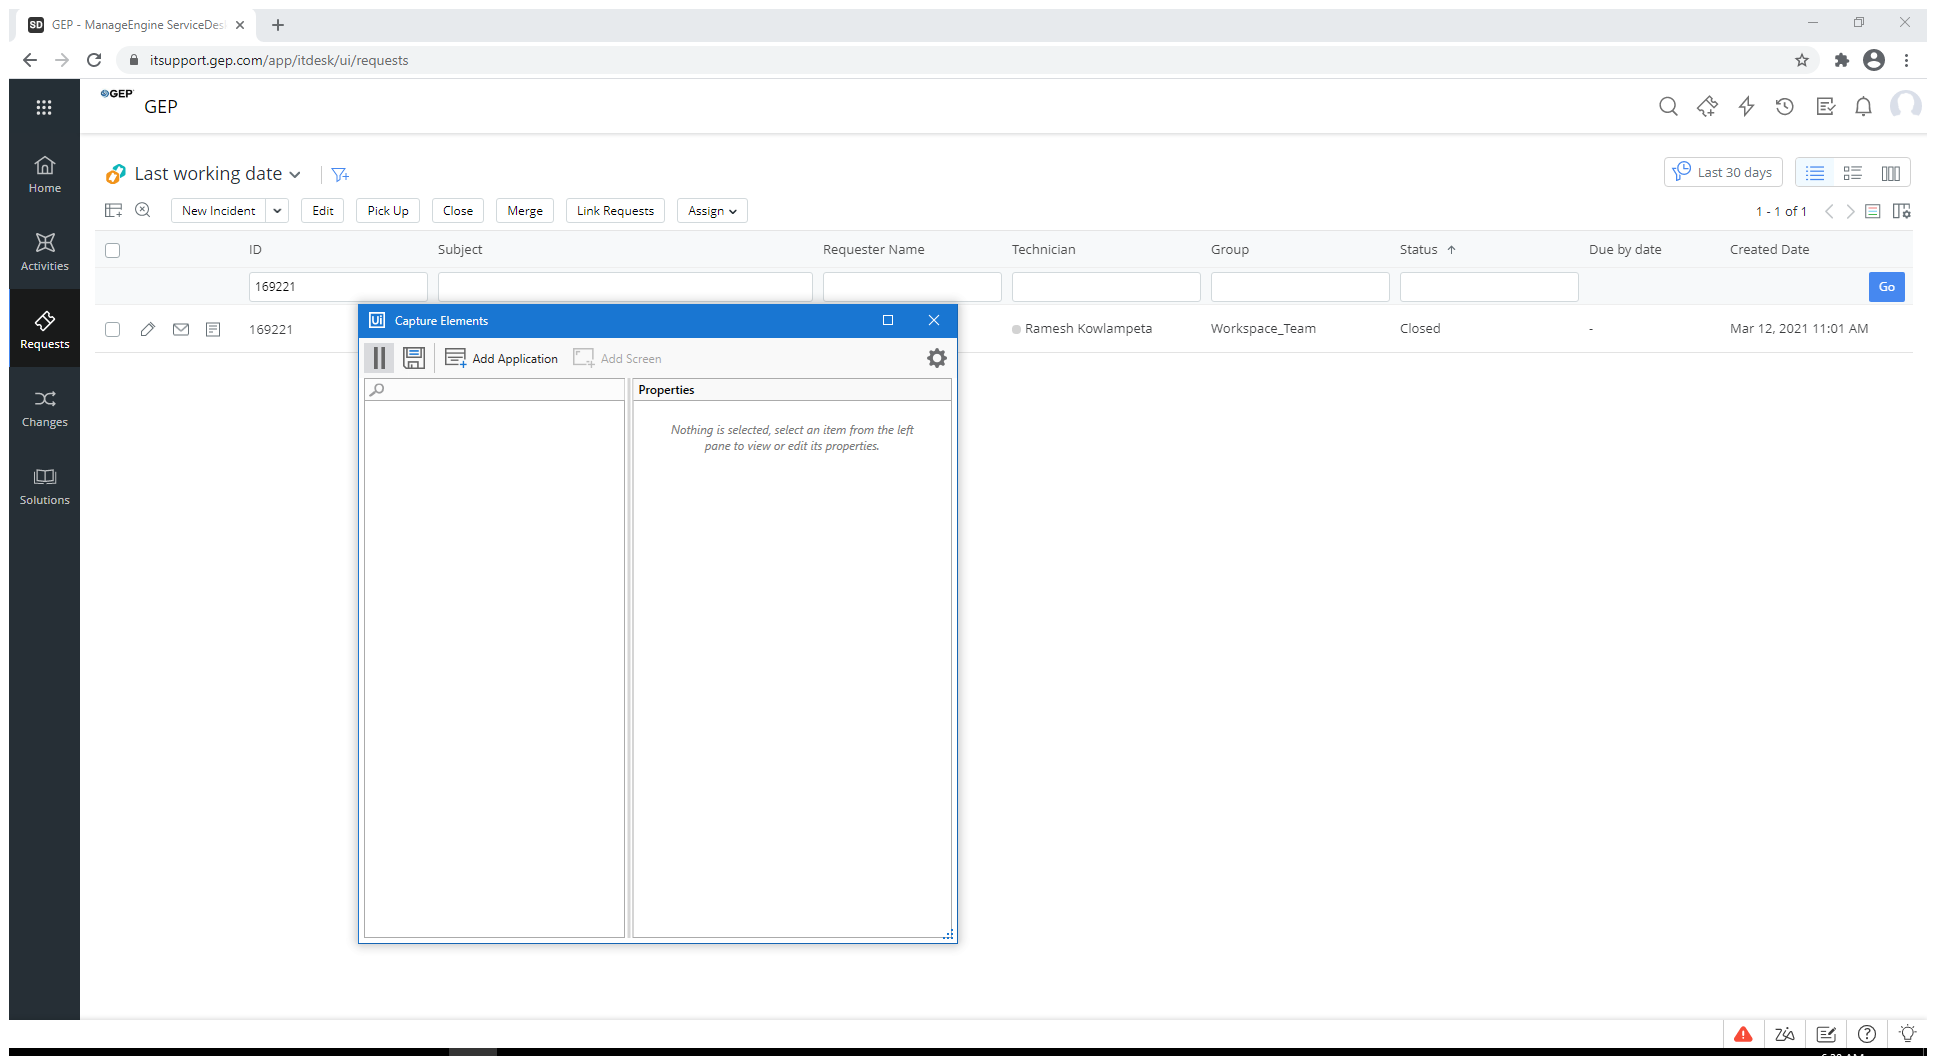 SD GEP - ManageEngine ServiceDes
itsupport.gep.com/app/itdesk/ui/requests
GEP
GEP
Home
Activities
Requests
Changes
Solutions
Last working date
Last 30 days
New Incident Edit Pick Up Close Merge Link Requests Assign
1 - 1 of 1
ID Subject Requester Name Technician Group Status Due by date Created Date
169221 Go
169221 Ramesh Kowlampeta Workspace_Team Closed - Mar 12, 2021 11:01 AM
Ui Capture Elements
Add Application Add Screen
Properties
Nothing is selected, select an item from the left
pane to view or edit its properties.
Zia